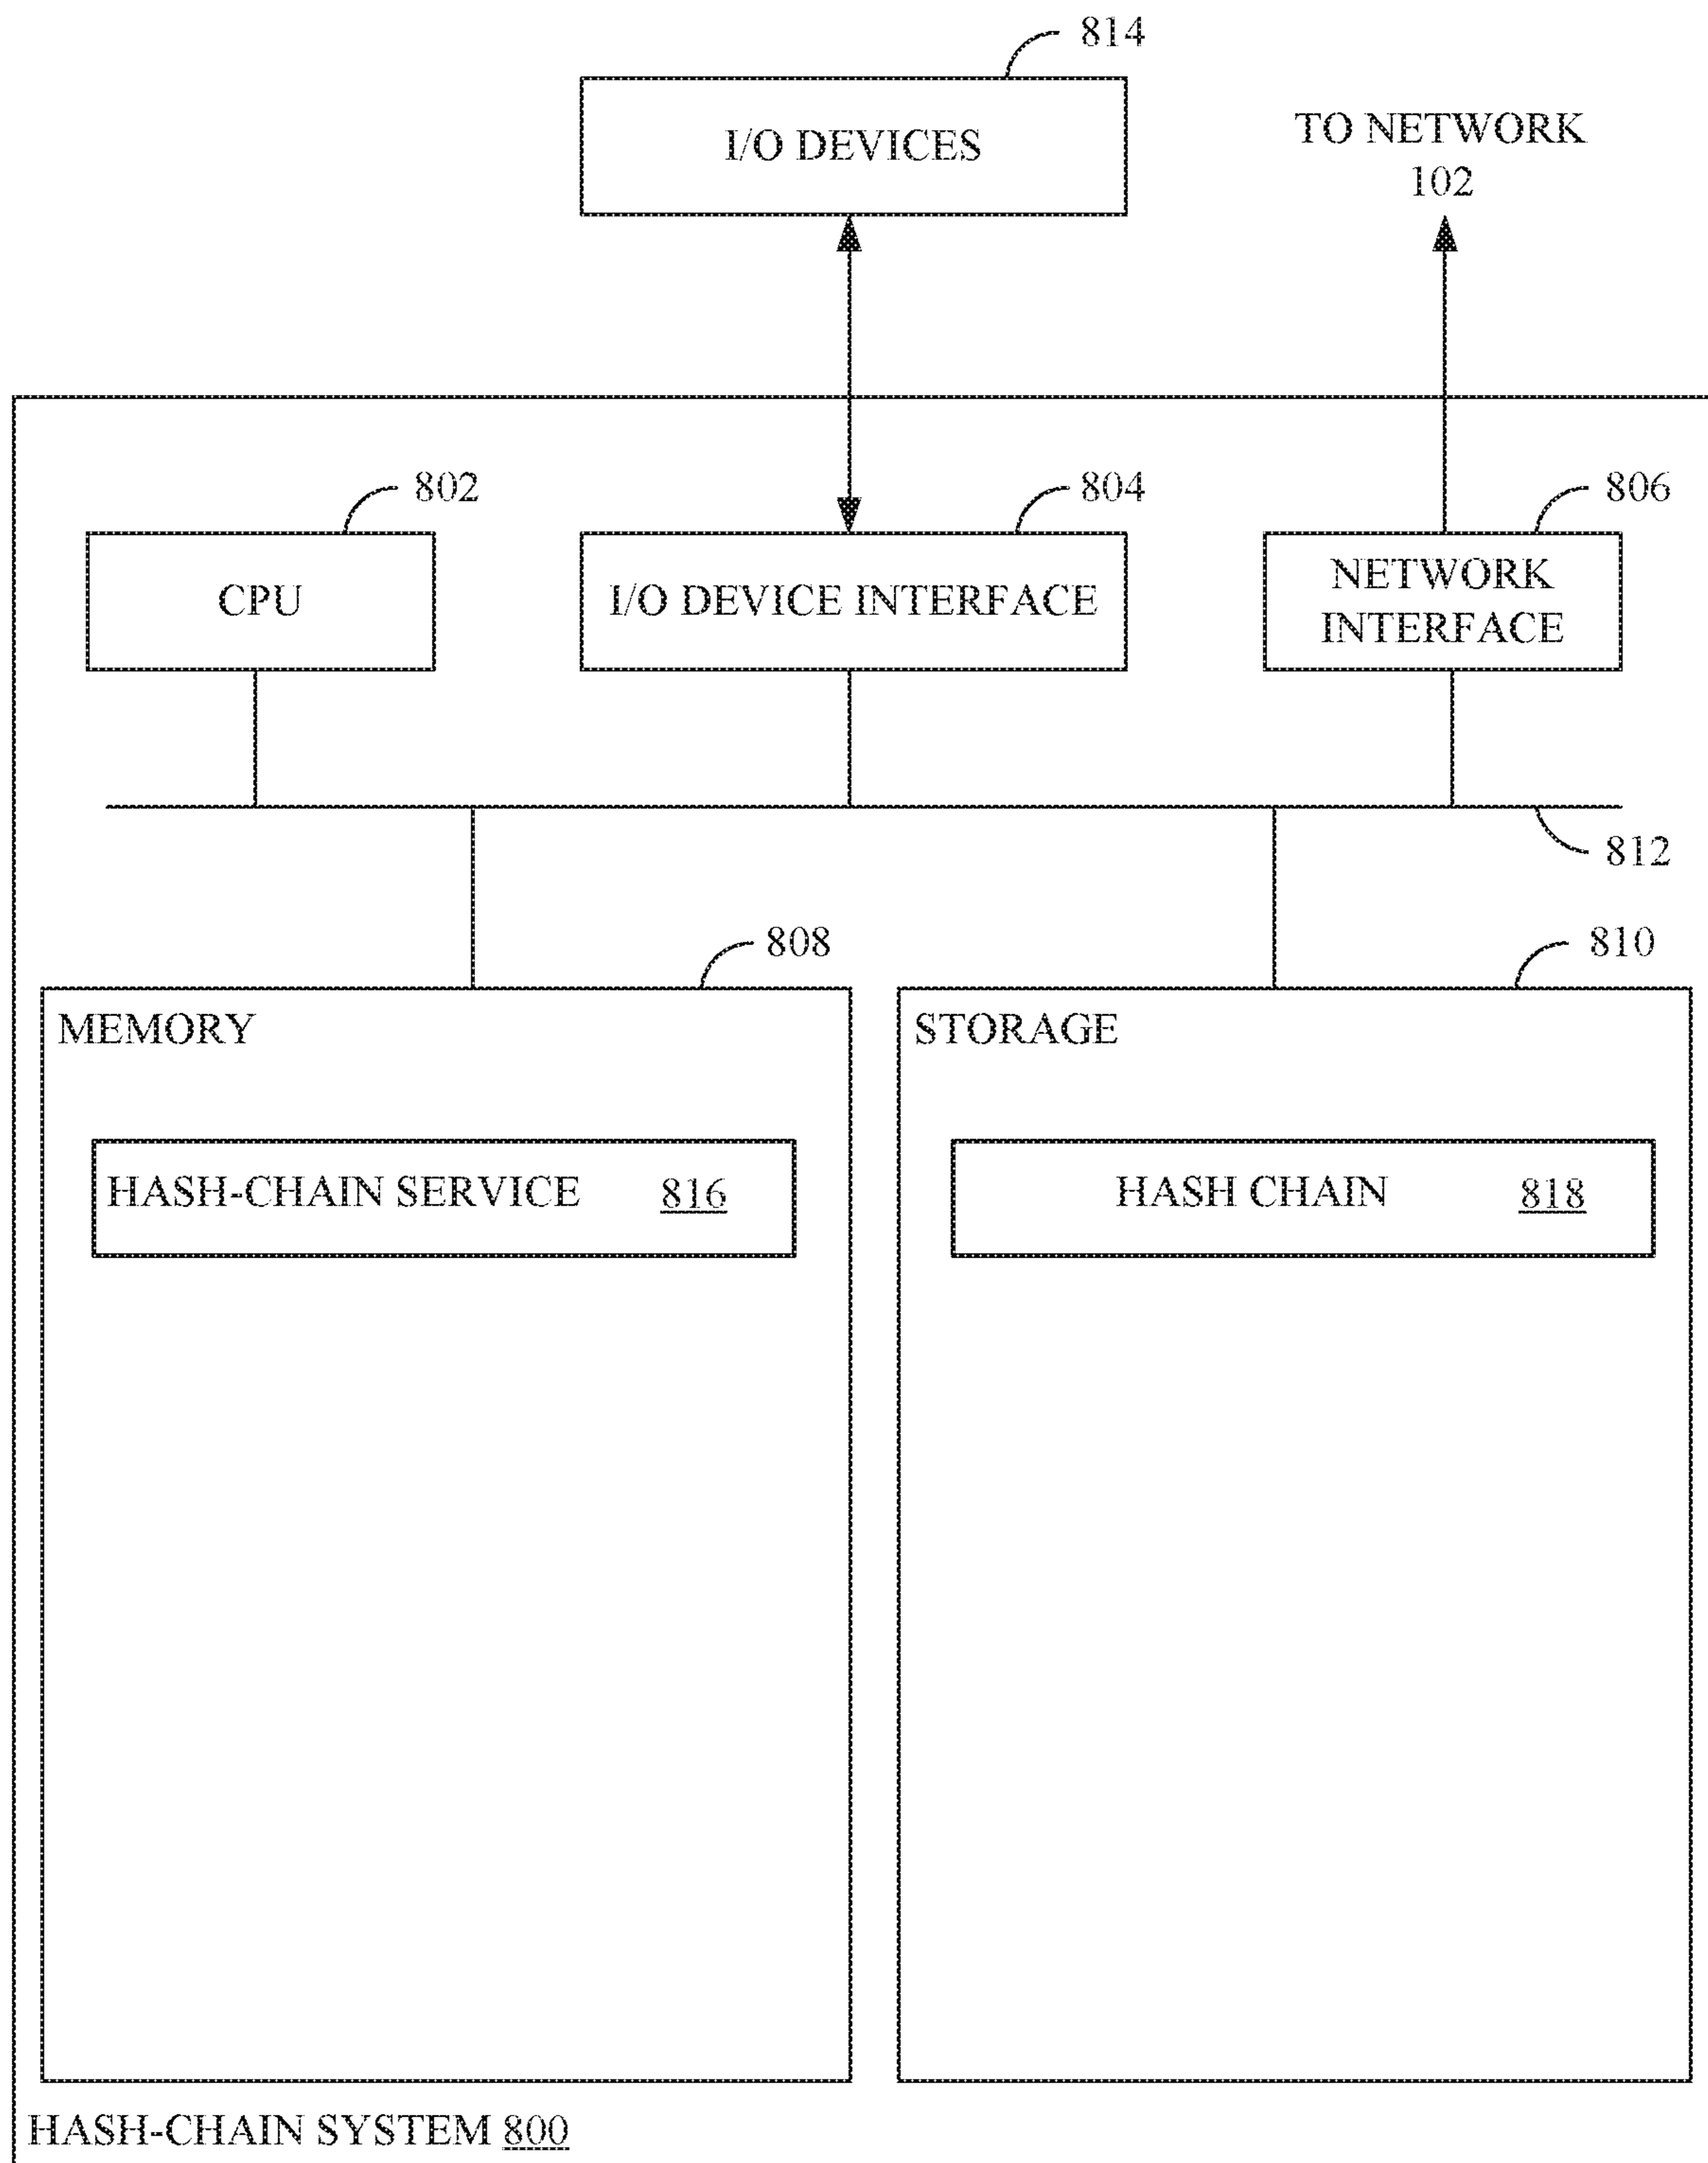 814
I/O DEVICES
TO NETWORK
102
802
804
806
CPU
I/O DEVICE INTERFACE
NETWORK
INTERFACE
812
808
810
MEMORY
STORAGE
HASH-CHAIN SERVICE 816
HASH CHAIN 818
HASH-CHAIN SYSTEM 800